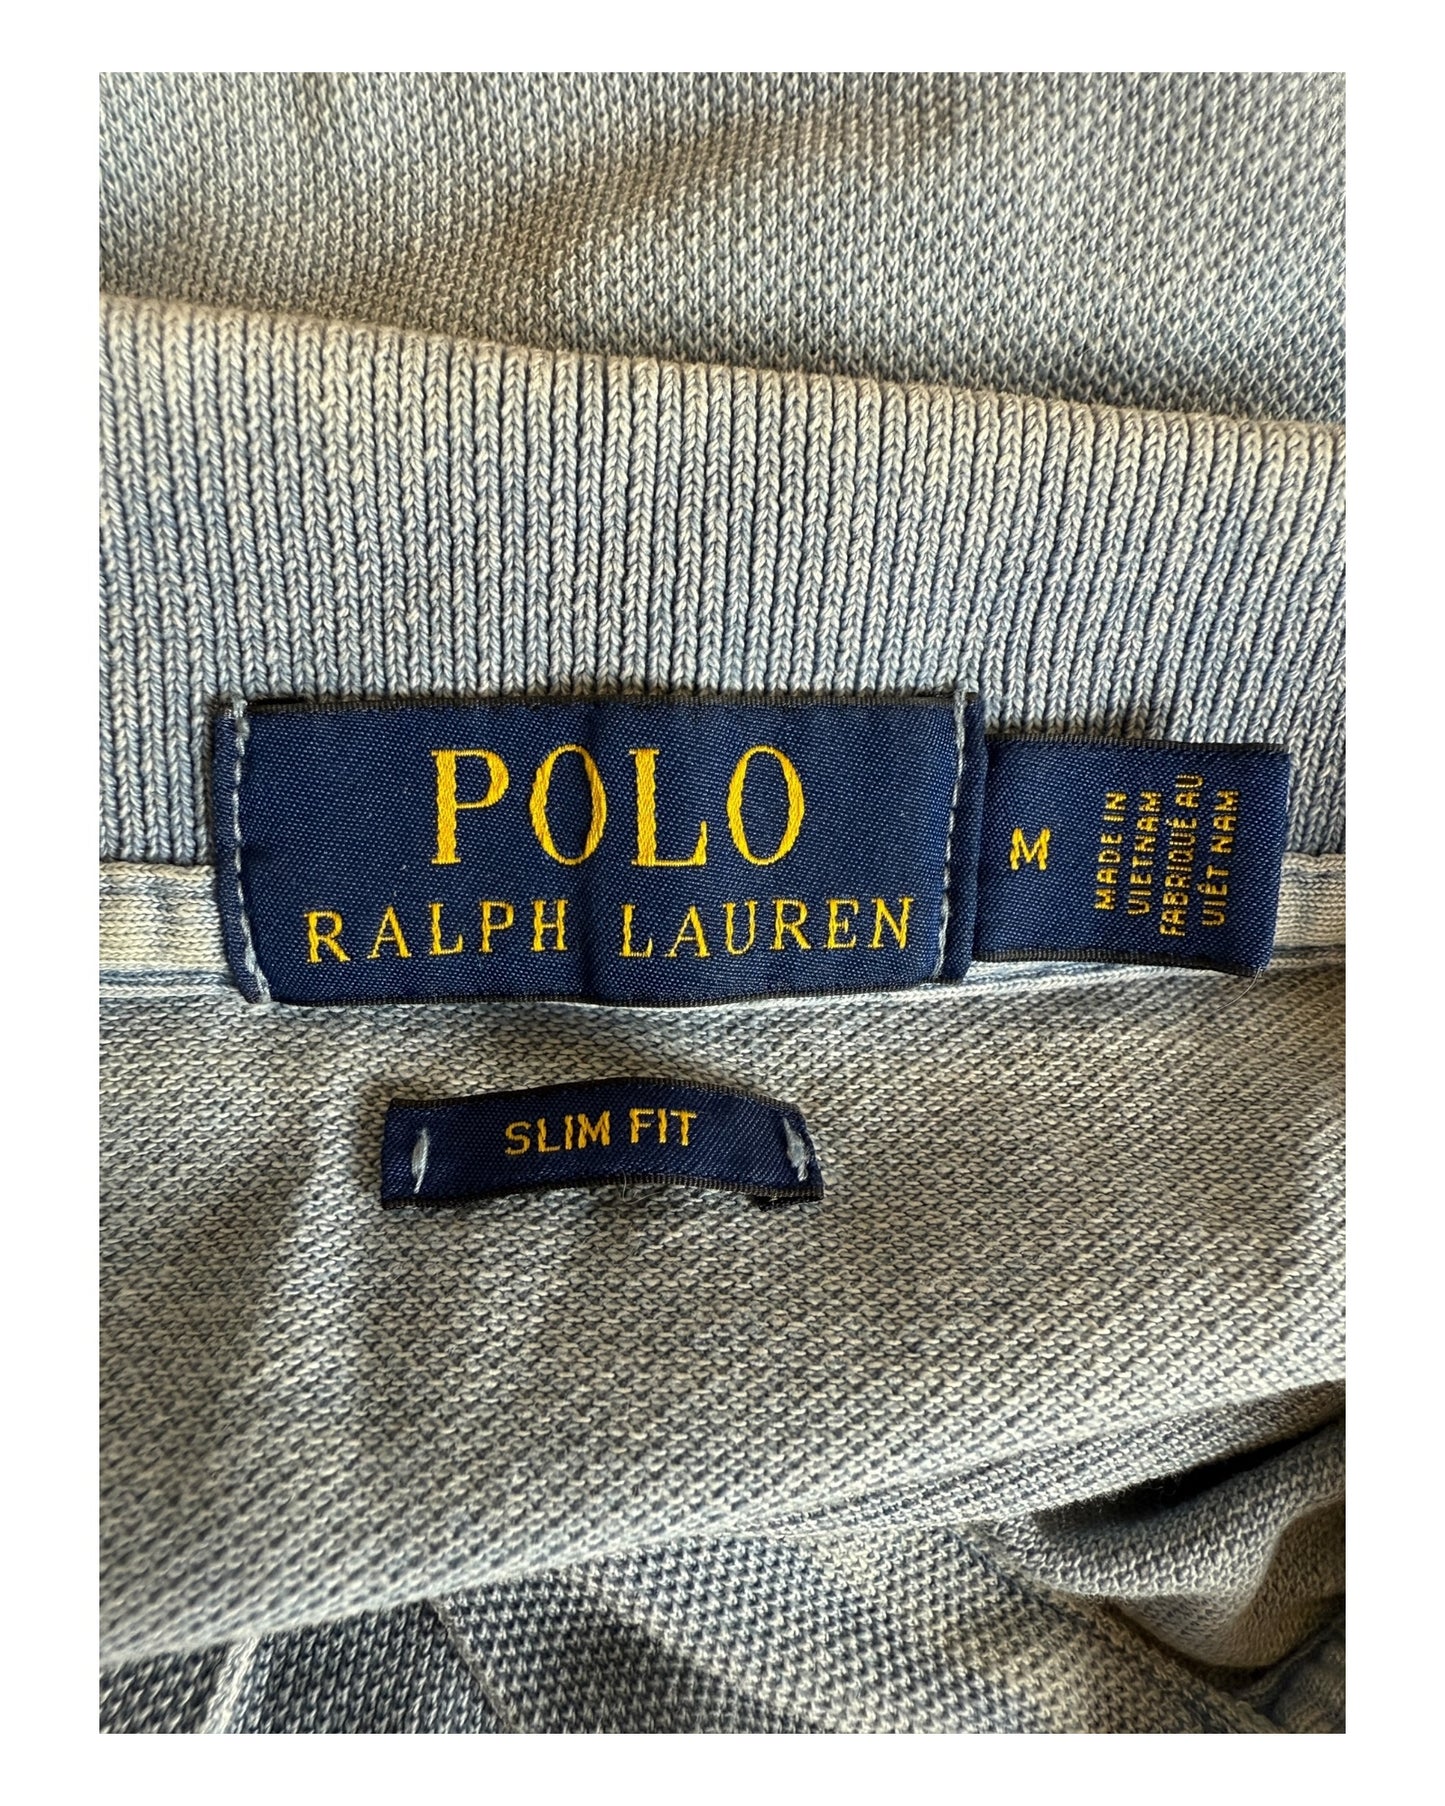 POLO
RALPH LAUREN
M
MADE IN
VIETNAM
FABRIQUÉ AU
VIÊT NAM
SLIM FIT